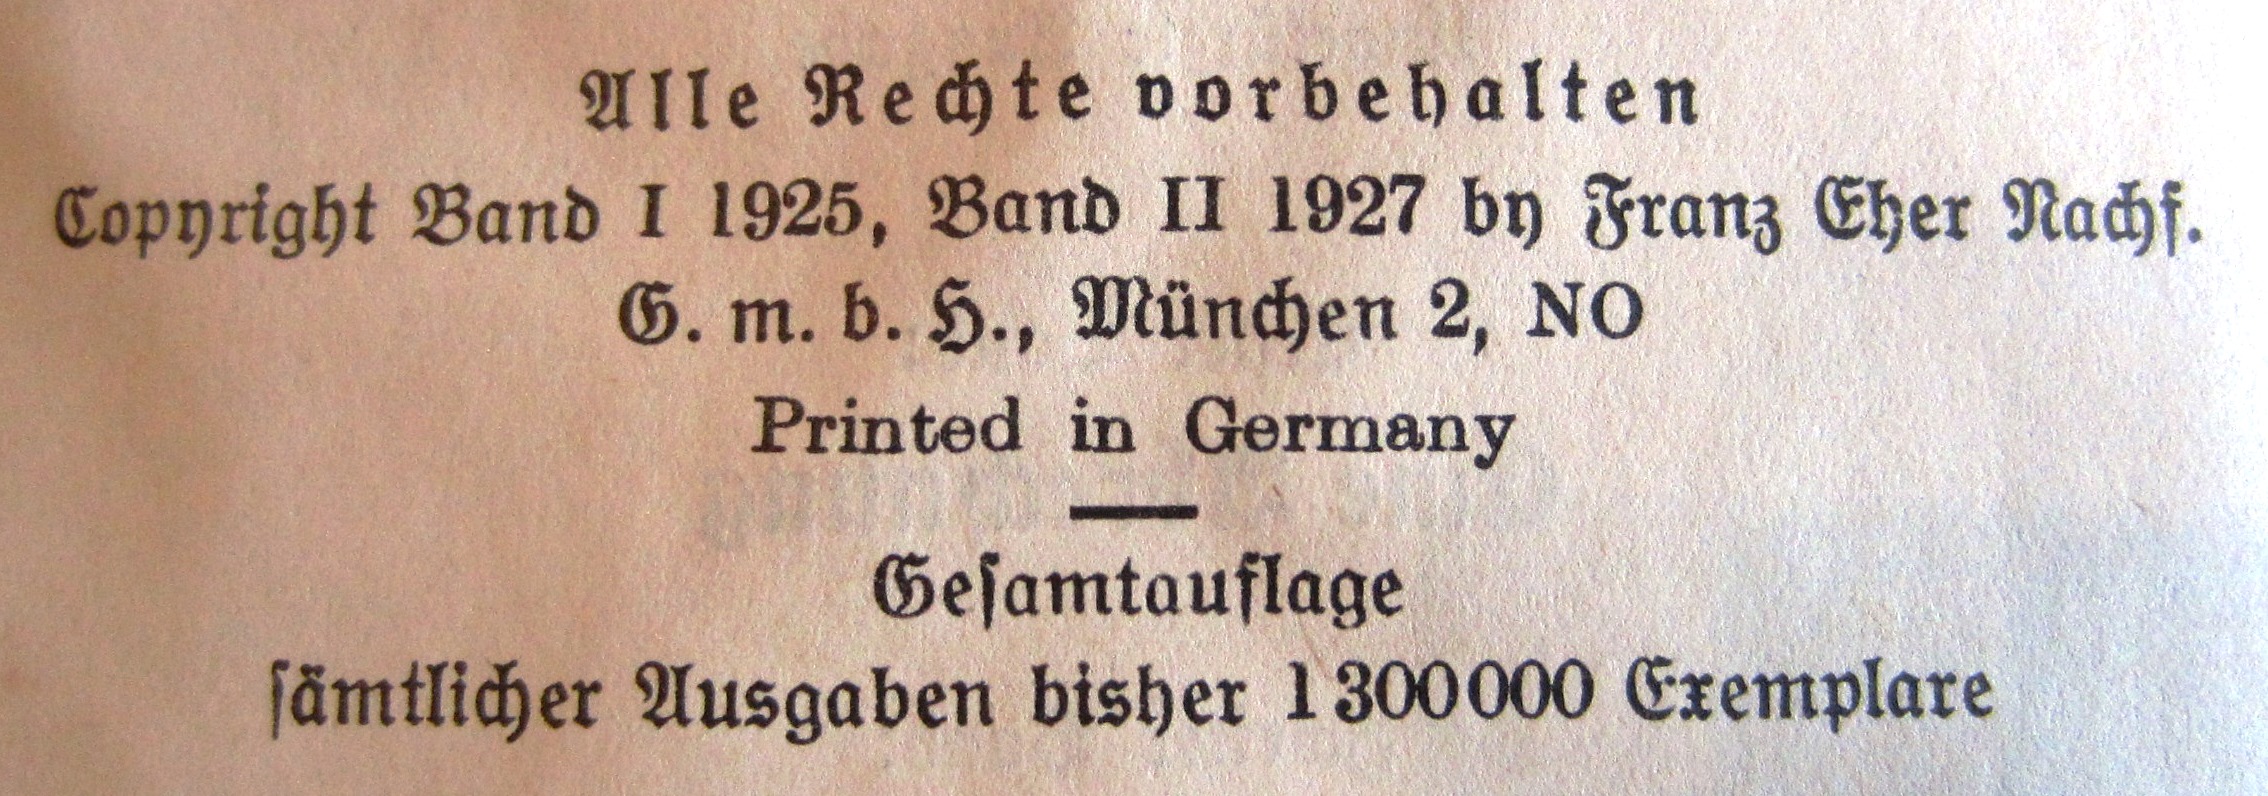 Alle Rechte vorbehalten
Copyright Band I 1925, Band II 1927 by Franz Eher Nachf.
G. m. b. H., München 2, NO
Printed in Germany
Geſamtauflage
ſämtlicher Ausgaben bisher 1300000 Exemplare